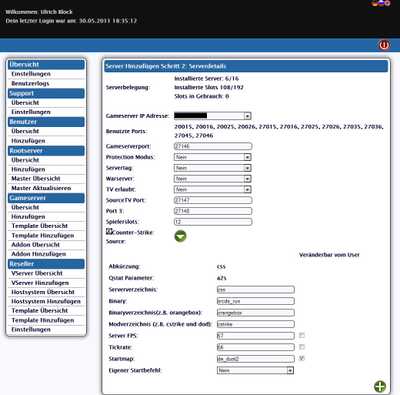 Willkommen: Ulrich Block
Dein letzter Login war am: 30.05.2011 18:35:12
Übersicht
Einstellungen
Benutzerlogs
Support
Übersicht
Einstellungen
Benutzer
Übersicht
Hinzufügen
Rootserver
Übersicht
Hinzufügen
Master Übersicht
Master Aktualisieren
Gameserver
Übersicht
Hinzufügen
Template Übersicht
Template Hinzufügen
Addon Übersicht
Addon Hinzufügen
Reseller
VServer Übersicht
VServer Hinzufügen
Hostsystem Übersicht
Hostsystem Hinzufügen
Template Übersicht
Template Hinzufügen
Einstellungen
Server Hinzufügen Schritt 2: Serverdetails
Serverbelegung:
Installierte Server: 6/16
Installierte Slots 108/192
Slots in Gebrauch: 0
Gameserver IP Adresse:
Benutzte Ports: 20015, 20016, 20025, 20026, 27015, 27016, 27025, 27026, 27035, 27036,
27045, 27046
Gameserverport: 27146
Protection Modus: Nein
Servertag: Nein
Warserver: Nein
TV erlaubt: Nein
SourceTV Port: 27147
Port 3: 27148
Spielerslots: 12
Counter-Strike:
Source:
Veränderbar vom User
Abkürzung: css
Qstat Parameter: a2s
Serververzeichnis: css
Binary: srcds_run
Binaryverzeichnis(z.B. orangebox): orangebox
Modverzeichnis (z.B. cstrike und dod): cstrike
Server FPS:
Tickrate: 66
Startmap: de_dust2
Eigener Startbefehl: Nein